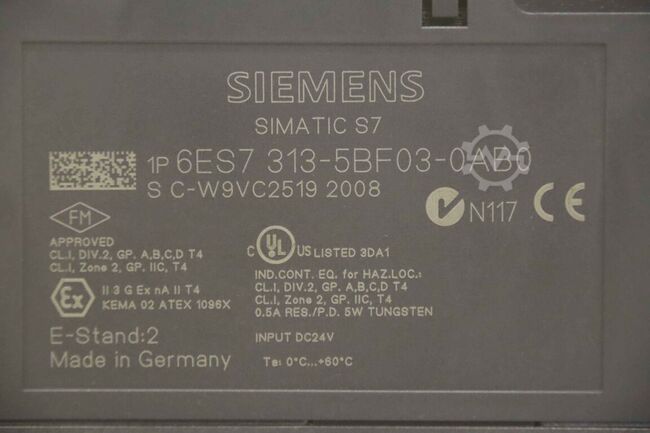 SIEMENS
SIMATIC S7
1P 6ES7 313-5BF03-0AB0
S C-W9VC2519 2008
FM
APPROVED
CL.I, DIV.2, GP. A,B,C,D T4
CL.I, Zone 2, GP. IIC, T4
C UL US LISTED 3DA1
N117 CE
IND.CONT. EQ. for HAZ.LOC.:
CL.I, DIV.2, GP. A,B,C,D T4
CL.I, Zone 2, GP. IIC, T4
0.5A RES./P.D. 5W TUNGSTEN
Ex
II 3 G Ex nA II T4
KEMA 02 ATEX 1096X
E-Stand:2
Made in Germany
INPUT DC24V
Ta: 0°C...+60°C